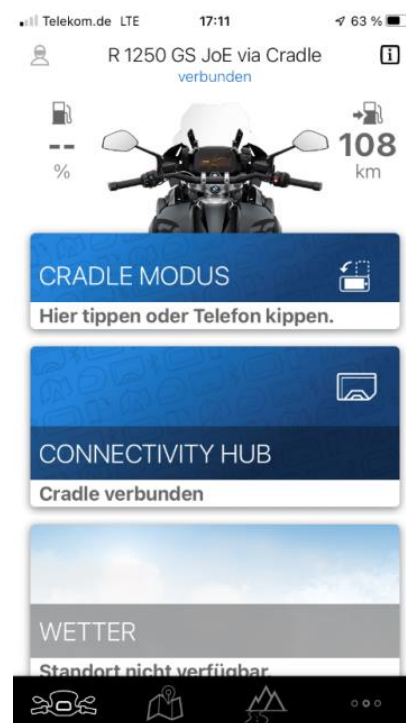 Telekom.de LTE 17:11 63 %
R 1250 GS JoE via Cradle
verbunden
-- 108
% km
CRADLE MODUS
Hier tippen oder Telefon kippen.
CONNECTIVITY HUB
Cradle verbunden
WETTER
Standort nicht verfügbar.